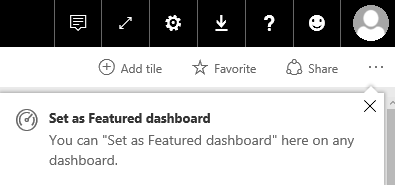 Add tile Favorite Share
Set as Featured dashboard
You can "Set as Featured dashboard" here on any
dashboard.